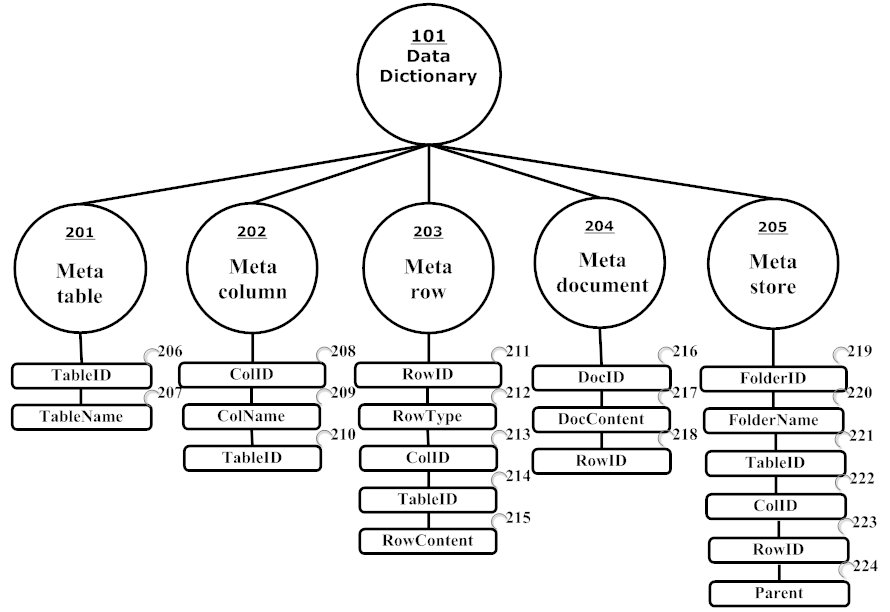 101
Data
Dictionary
201
Meta
table
202
Meta
column
203
Meta
row
204
Meta
document
205
Meta
store
206
TableID
207
TableName
208
ColID
209
ColName
210
TableID
211
RowID
212
RowType
213
ColID
214
TableID
215
RowContent
216
DocID
217
DocContent
218
RowID
219
FolderID
220
FolderName
221
TableID
222
ColID
223
RowID
224
Parent